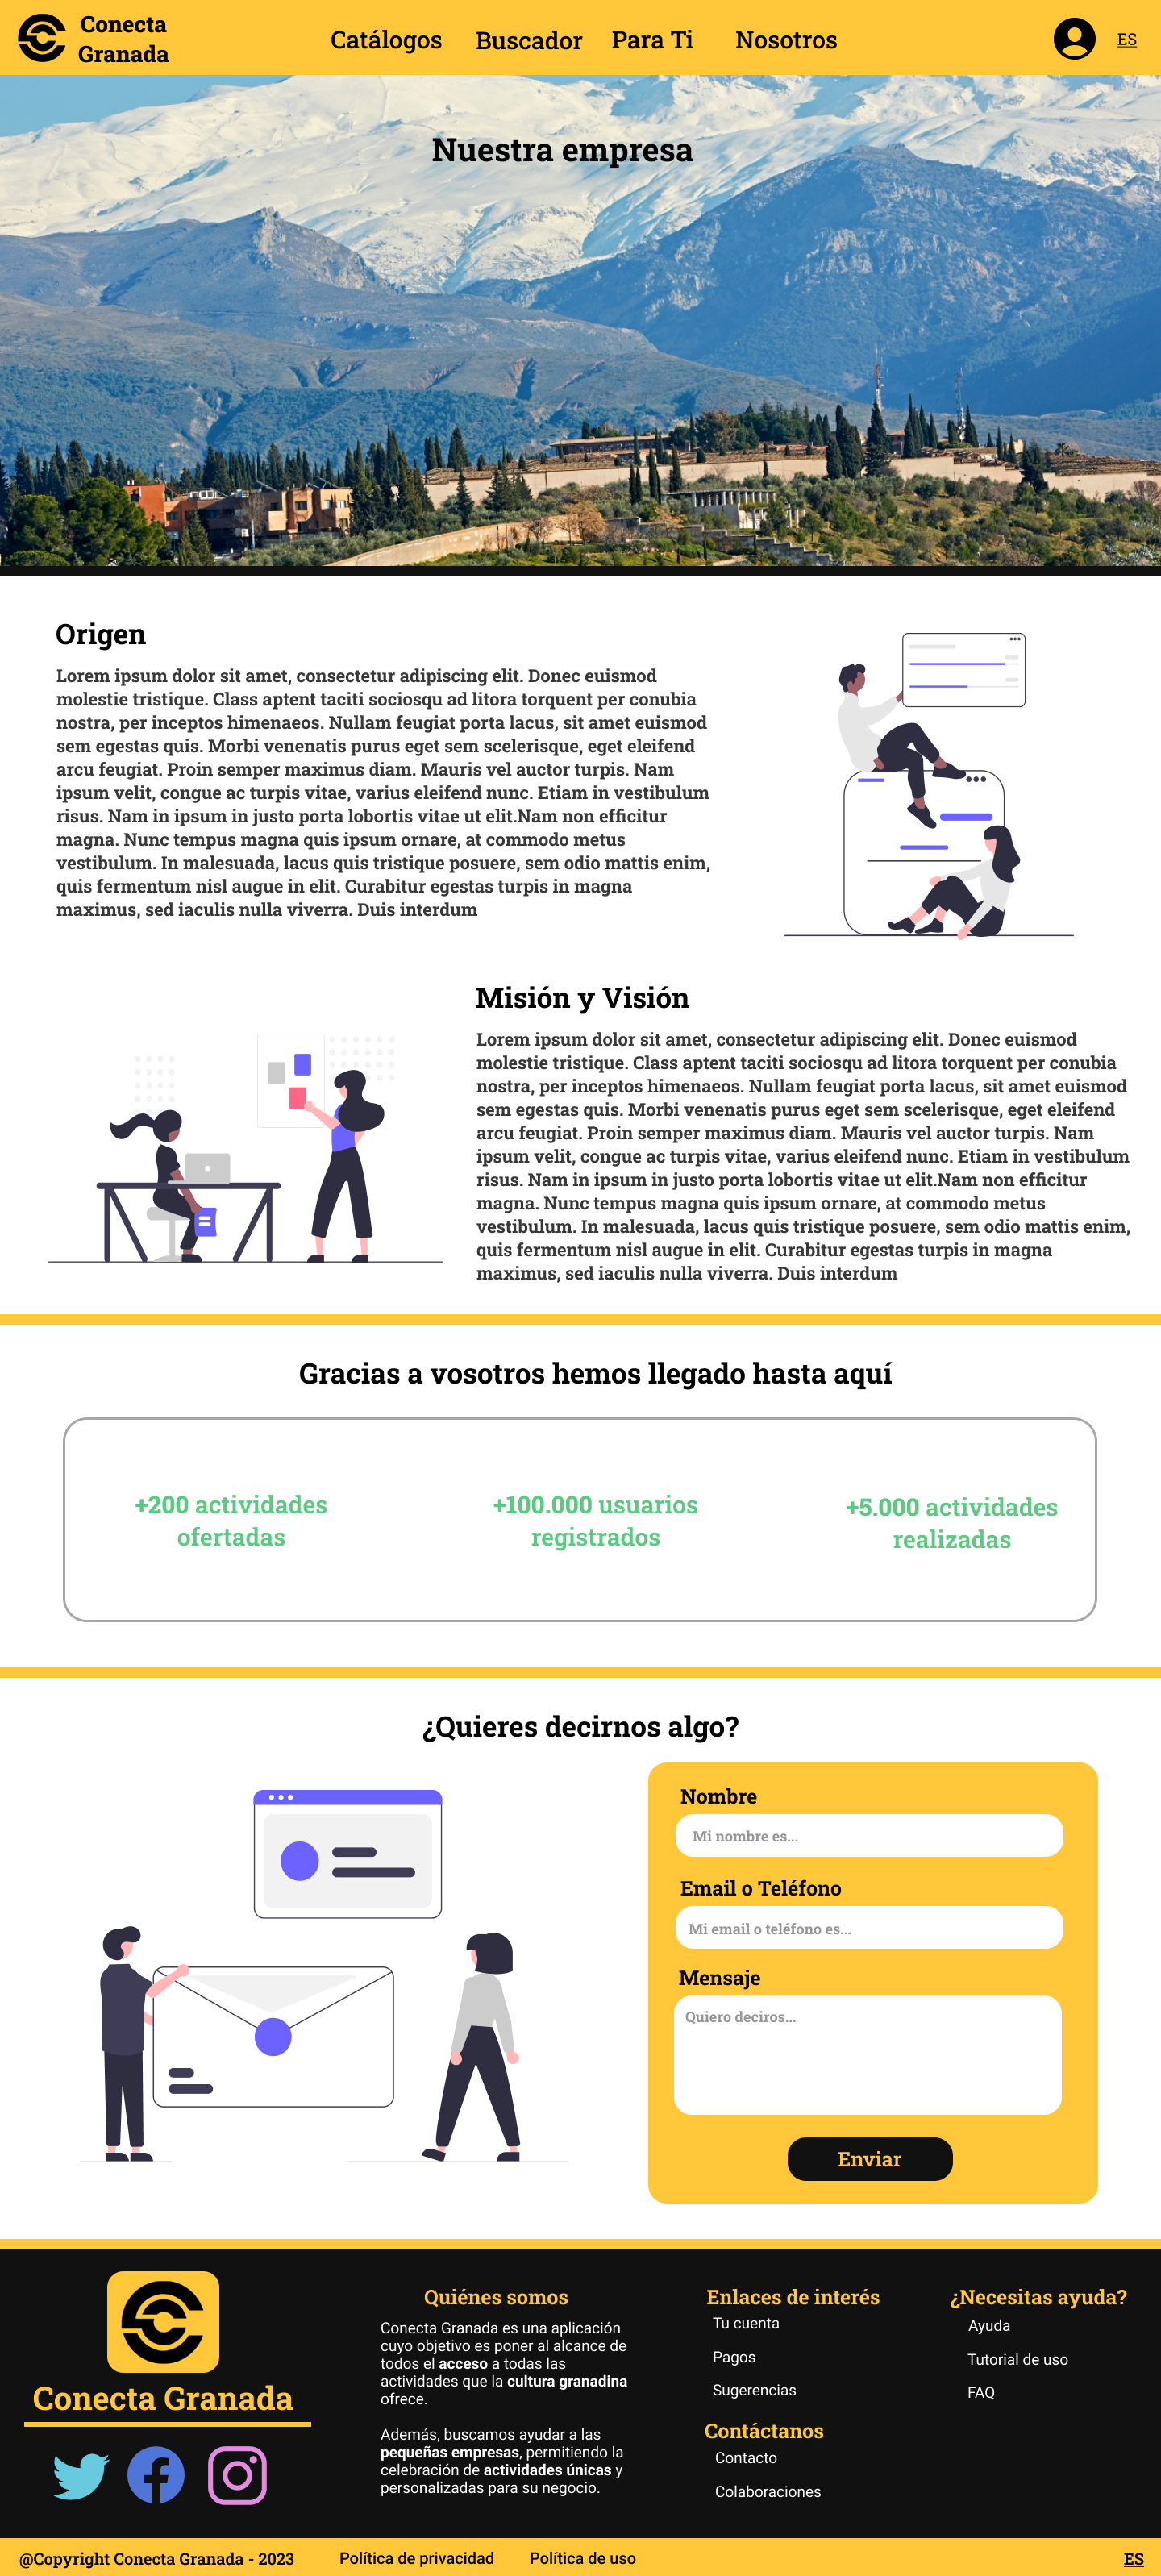 Conecta
Granada
Catálogos
Buscador
Para Ti
Nosotros
ES
Nuestra empresa
Origen
Lorem ipsum dolor sit amet, consectetur adipiscing elit. Donec euismod
molestie tristique. Class aptent taciti sociosqu ad litora torquent per conubia
nostra, per inceptos himenaeos. Nullam feugiat porta lacus, sit amet euismod
sem egestas quis. Morbi venenatis purus eget sem scelerisque, eget eleifend
arcu feugiat. Proin semper maximus diam. Mauris vel auctor turpis. Nam
ipsum velit, congue ac turpis vitae, varius eleifend nunc. Etiam in vestibulum
risus. Nam in ipsum in justo porta lobortis vitae ut elit.Nam non efficitur
magna. Nunc tempus magna quis ipsum ornare, at commodo metus
vestibulum. In malesuada, lacus quis tristique posuere, sem odio mattis enim,
quis fermentum nisl augue in elit. Curabitur egestas turpis in magna
maximus, sed iaculis nulla viverra. Duis interdum
Misión y Visión
Lorem ipsum dolor sit amet, consectetur adipiscing elit. Donec euismod
molestie tristique. Class aptent taciti sociosqu ad litora torquent per conubia
nostra, per inceptos himenaeos. Nullam feugiat porta lacus, sit amet euismod
sem egestas quis. Morbi venenatis purus eget sem scelerisque, eget eleifend
arcu feugiat. Proin semper maximus diam. Mauris vel auctor turpis. Nam
ipsum velit, congue ac turpis vitae, varius eleifend nunc. Etiam in vestibulum
risus. Nam in ipsum in justo porta lobortis vitae ut elit.Nam non efficitur
magna. Nunc tempus magna quis ipsum ornare, at commodo metus
vestibulum. In malesuada, lacus quis tristique posuere, sem odio mattis enim,
quis fermentum nisl augue in elit. Curabitur egestas turpis in magna
maximus, sed iaculis nulla viverra. Duis interdum
Gracias a vosotros hemos llegado hasta aquí
+200 actividades
ofertadas
+100.000 usuarios
registrados
+5.000 actividades
realizadas
¿Quieres decirnos algo?
Nombre
Mi nombre es...
Email o Teléfono
Mi email o teléfono es...
Mensaje
Quiero deciros...
Enviar
Conecta Granada
Quiénes somos
Conecta Granada es una aplicación
cuyo objetivo es poner al alcance de
todos el acceso a todas las
actividades que la cultura granadina
ofrece.
Además, buscamos ayudar a las
pequeñas empresas, permitiendo la
celebración de actividades únicas y
personalizadas para su negocio.
Enlaces de interés
Tu cuenta
Pagos
Sugerencias
Contáctanos
Contacto
Colaboraciones
¿Necesitas ayuda?
Ayuda
Tutorial de uso
FAQ
@Copyright Conecta Granada - 2023
Política de privacidad
Política de uso
ES